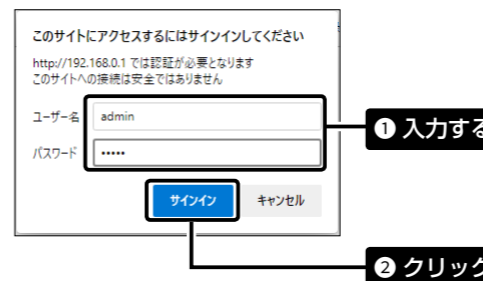 このサイトにアクセスするにはサインインしてください
http://192.168.0.1 では認証が必要となります
このサイトへの接続は安全ではありません
ユーザー名 admin
パスワード •••••
サインイン キャンセル
❶ 入力する
❷ クリック